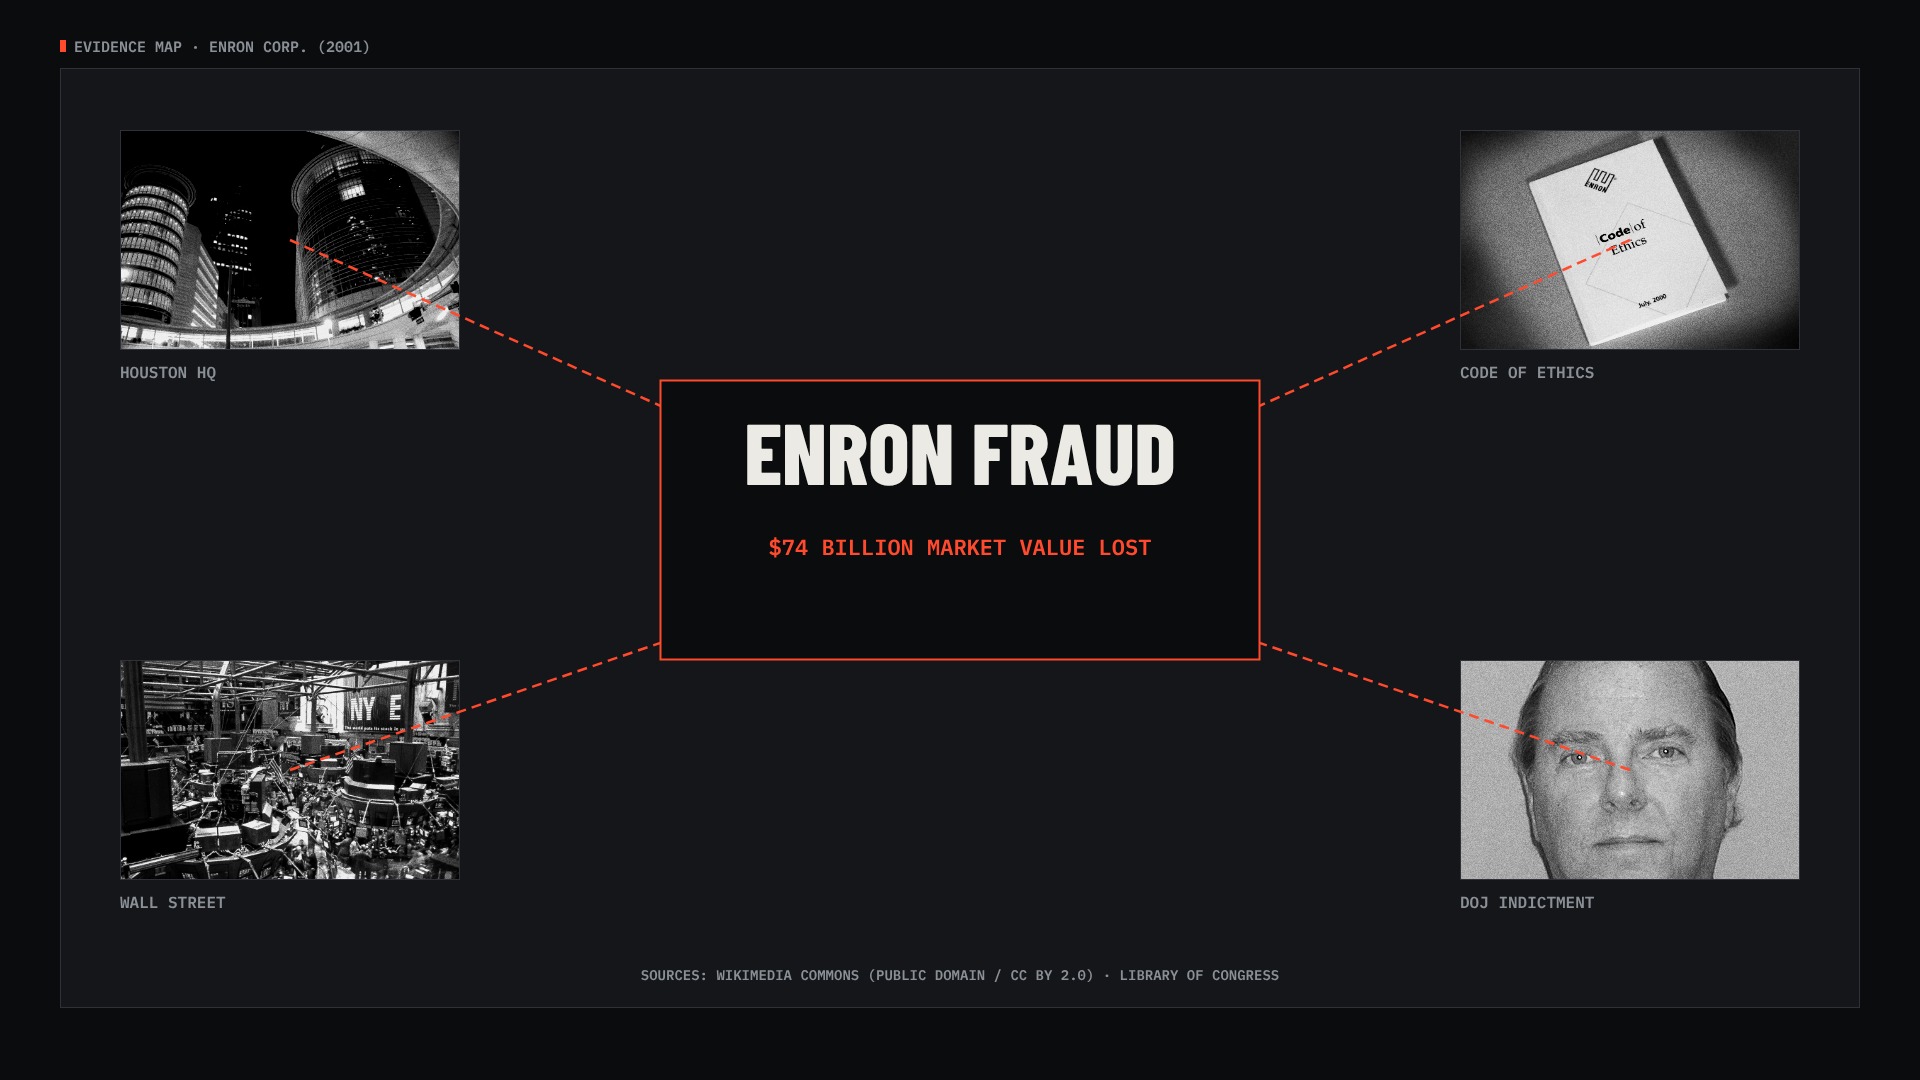 EVIDENCE MAP · ENRON CORP. (2001)
ENRON
Code of
Ethics
July, 2000
HOUSTON HQ
CODE OF ETHICS
ENRON FRAUD
$74 BILLION MARKET VALUE LOST
NY E
WALL STREET
DOJ INDICTMENT
SOURCES: WIKIMEDIA COMMONS (PUBLIC DOMAIN / CC BY 2.0) · LIBRARY OF CONGRESS